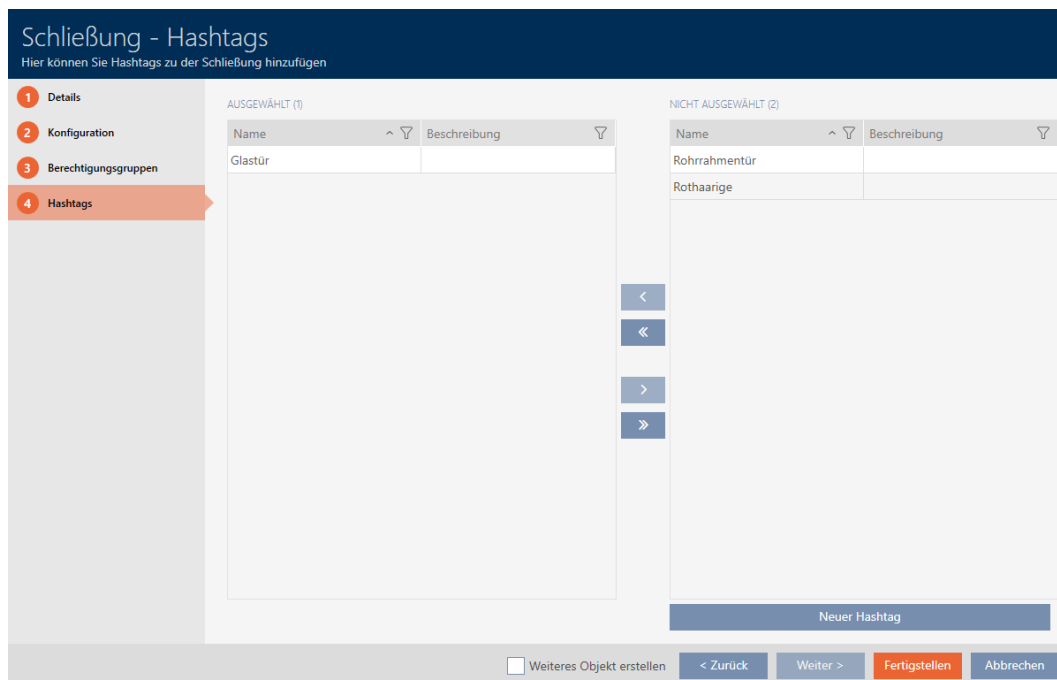 Schließung - Hashtags
Hier können Sie Hashtags zu der Schließung hinzufügen
1 Details
2 Konfiguration
3 Berechtigungsgruppen
4 Hashtags
AUSGEWÄHLT (1)
Name Beschreibung
Glastür
NICHT AUSGEWÄHLT (2)
Name Beschreibung
Rohrrahmentür
Rothaarige
Neuer Hashtag
Weiteres Objekt erstellen < Zurück Weiter > Fertigstellen Abbrechen